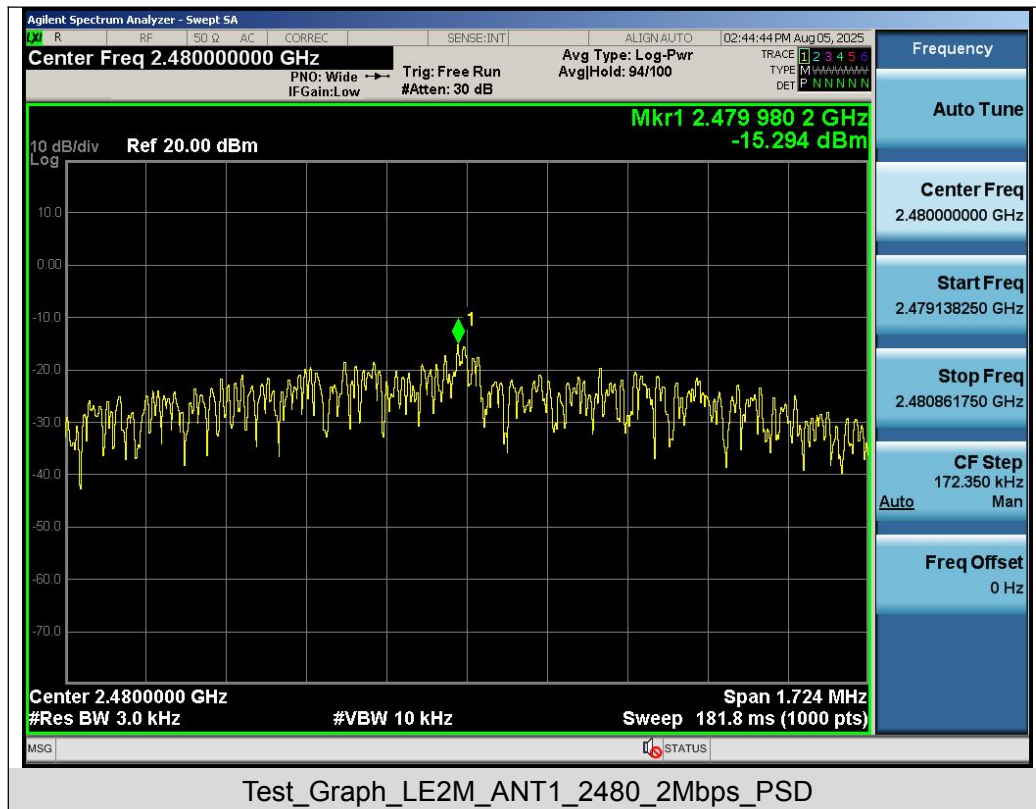 Agilent Spectrum Analyzer - Swept SA
LXI R RF 50 Ω AC CORREC SENSE:INT ALIGN AUTO 02:44:44 PM Aug 05, 2025
Center Freq 2.480000000 GHz
PNO: Wide
IFGain:Low
Trig: Free Run
#Atten: 30 dB
Avg Type: Log-Pwr
Avg|Hold: 94/100
TRACE 1 2 3 4 5 6
TYPE M WWWWW
DET P N N N N N
Mkr1 2.479 980 2 GHz
-15.294 dBm
10 dB/div Ref 20.00 dBm
Log
10.0
0.00
-10.0
1
-20.0
-30.0
-40.0
-50.0
-60.0
-70.0
Center 2.4800000 GHz Span 1.724 MHz
#Res BW 3.0 kHz #VBW 10 kHz Sweep 181.8 ms (1000 pts)
MSG STATUS
Frequency
Auto Tune
Center Freq
2.480000000 GHz
Start Freq
2.479138250 GHz
Stop Freq
2.480861750 GHz
CF Step
172.350 kHz
Auto Man
Freq Offset
0 Hz
Test_Graph_LE2M_ANT1_2480_2Mbps_PSD